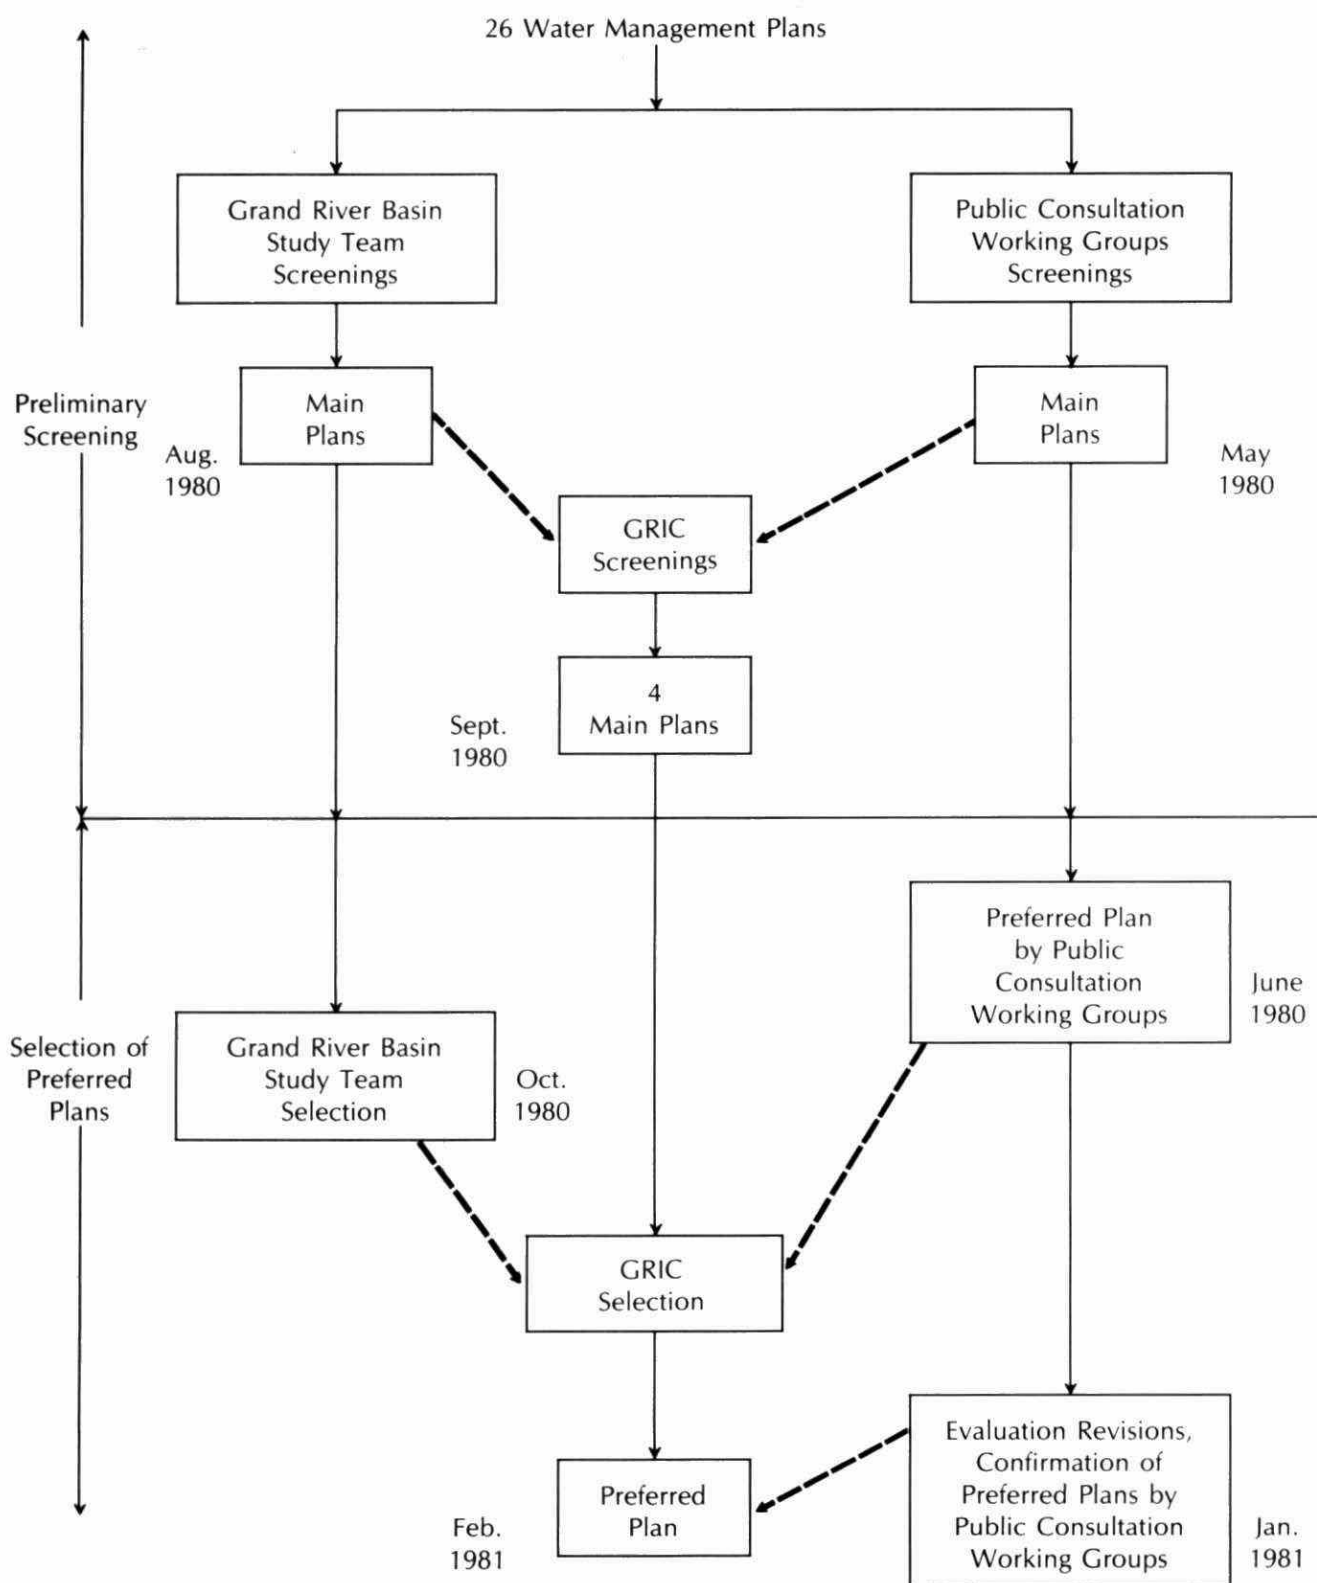 26 Water Management Plans
Grand River Basin
Study Team
Screenings
Public Consultation
Working Groups
Screenings
Preliminary
Screening
Main
Plans
Aug.
1980
Main
Plans
May
1980
GRIC
Screenings
4
Main Plans
Sept.
1980
Preferred Plan
by Public
Consultation
Working Groups
June
1980
Selection of
Preferred
Plans
Grand River Basin
Study Team
Selection
Oct.
1980
GRIC
Selection
Evaluation Revisions,
Confirmation of
Preferred Plans by
Public Consultation
Working Groups
Jan.
1981
Preferred
Plan
Feb.
1981